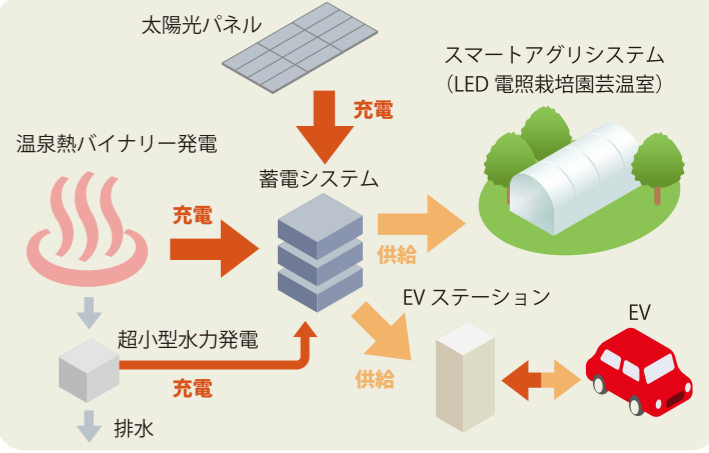 太陽光パネル
充電
スマートアグリシステム
（LED 電照栽培園芸温室）
温泉熱バイナリー発電
充電
蓄電システム
供給
EV ステーション
EV
超小型水力発電
充電
供給
排水